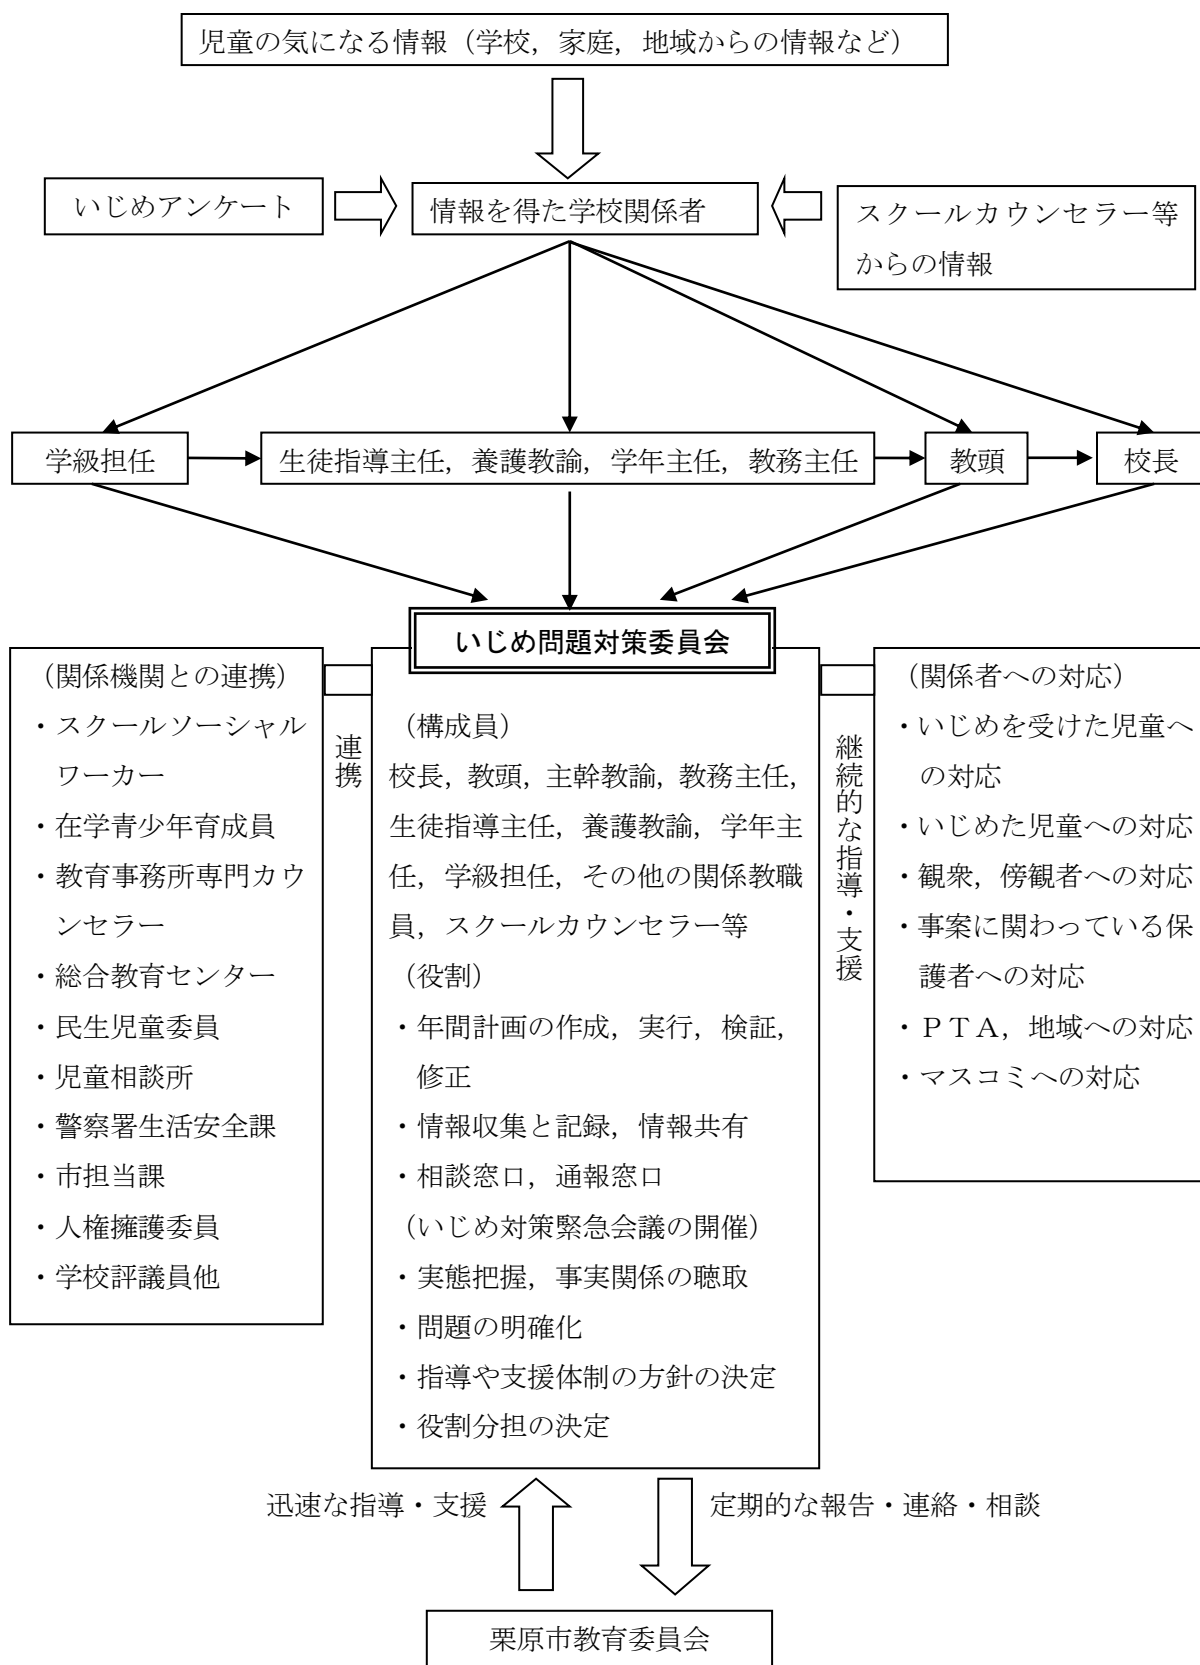 児童の気になる情報（学校，家庭，地域からの情報など）
いじめアンケート
情報を得た学校関係者
スクールカウンセラー等
からの情報
学級担任
生徒指導主任，養護教諭，学年主任，教務主任
教頭
校長
いじめ問題対策委員会
（関係機関との連携）
・スクールソーシャル
ワーカー
・在学青少年育成員
・教育事務所専門カウ
ンセラー
・総合教育センター
・民生児童委員
・児童相談所
・警察署生活安全課
・市担当課
・人権擁護委員
・学校評議員他
連携
（構成員）
校長，教頭，主幹教諭，教務主任，
生徒指導主任，養護教諭，学年主
任，学級担任，その他の関係教職
員，スクールカウンセラー等
（役割）
・年間計画の作成，実行，検証，
修正
・情報収集と記録，情報共有
・相談窓口，通報窓口
（いじめ対策緊急会議の開催）
・実態把握，事実関係の聴取
・問題の明確化
・指導や支援体制の方針の決定
・役割分担の決定
継続的な指導・支援
（関係者への対応）
・いじめを受けた児童へ
の対応
・いじめた児童への対応
・観衆，傍観者への対応
・事案に関わっている保
護者への対応
・ＰＴＡ，地域への対応
・マスコミへの対応
迅速な指導・支援
定期的な報告・連絡・相談
栗原市教育委員会